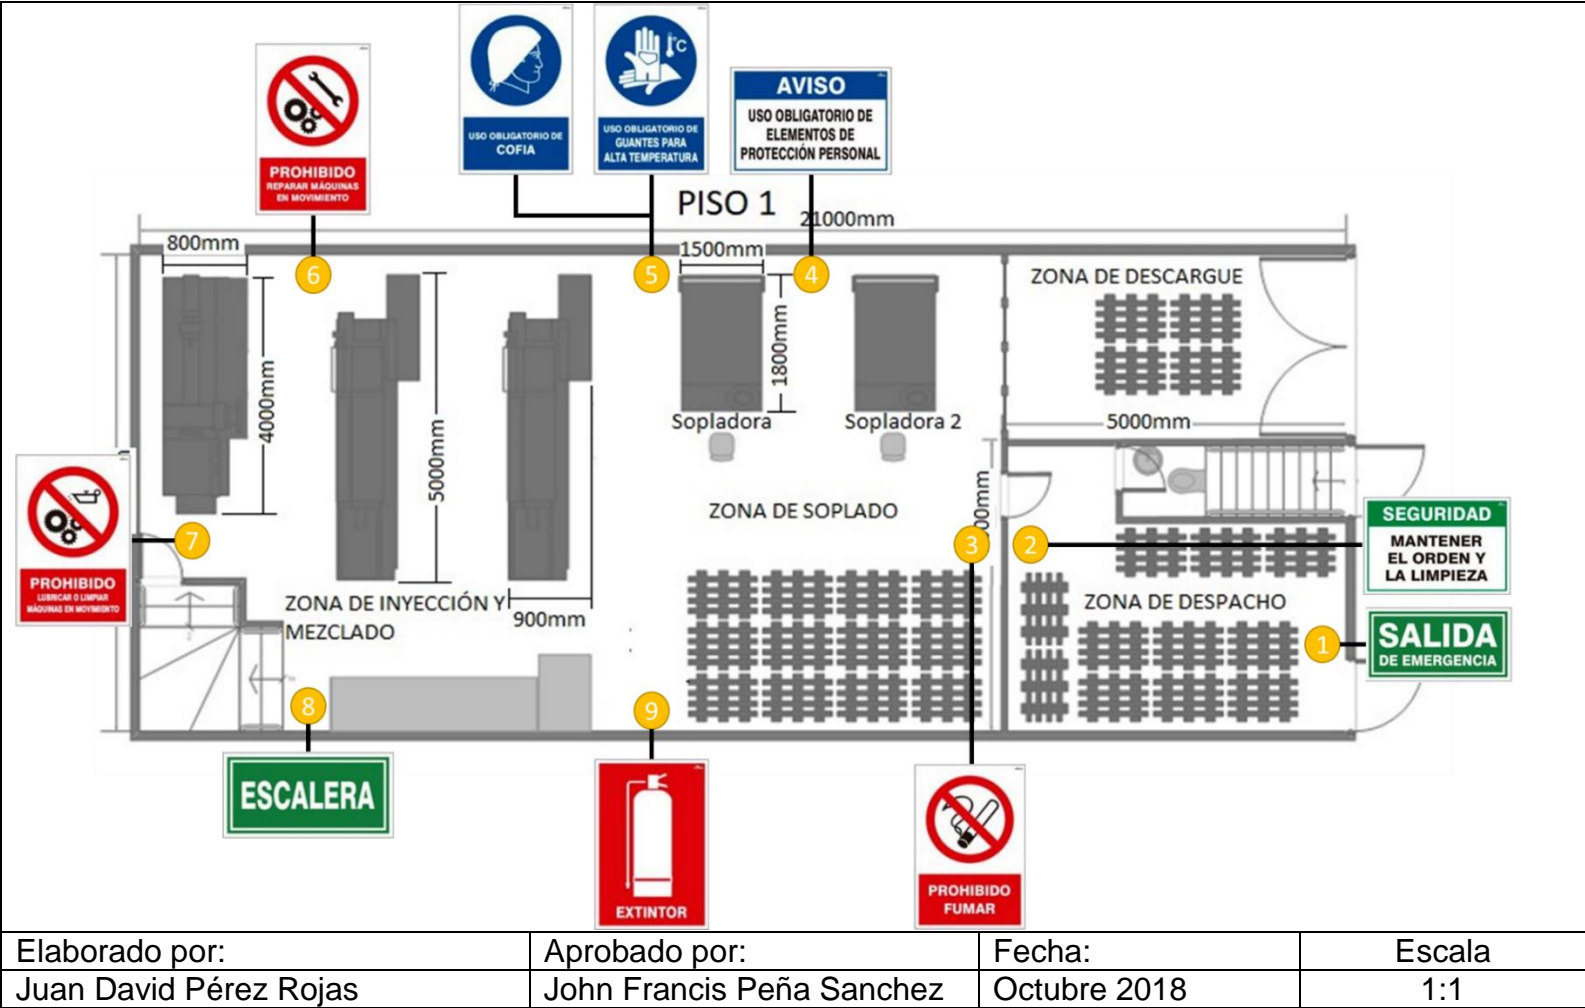 USO OBLIGATORIO DE
COFIA
USO OBLIGATORIO DE
GUANTES PARA
ALTA TEMPERATURA
°C
AVISO
USO OBLIGATORIO DE
ELEMENTOS DE
PROTECCIÓN PERSONAL
PROHIBIDO
REPARAR MÁQUINAS
EN MOVIMIENTO
PISO 1
21000mm
800mm
1500mm
6
5
4
ZONA DE DESCARGUE
1800mm
4000mm
5000mm
Sopladora
Sopladora 2
5000mm
ZONA DE SOPLADO
00mm
SEGURIDAD
MANTENER
EL ORDEN Y
LA LIMPIEZA
7
3
2
PROHIBIDO
LUBRICAR O LIMPIAR
MÁQUINAS EN MOVIMIENTO
ZONA DE INYECCIÓN Y
MEZCLADO
900mm
ZONA DE DESPACHO
1
SALIDA
DE EMERGENCIA
8
9
ESCALERA
EXTINTOR
PROHIBIDO
FUMAR
Elaborado por: Aprobado por: Fecha: Escala
Juan David Pérez Rojas John Francis Peña Sanchez Octubre 2018 1:1